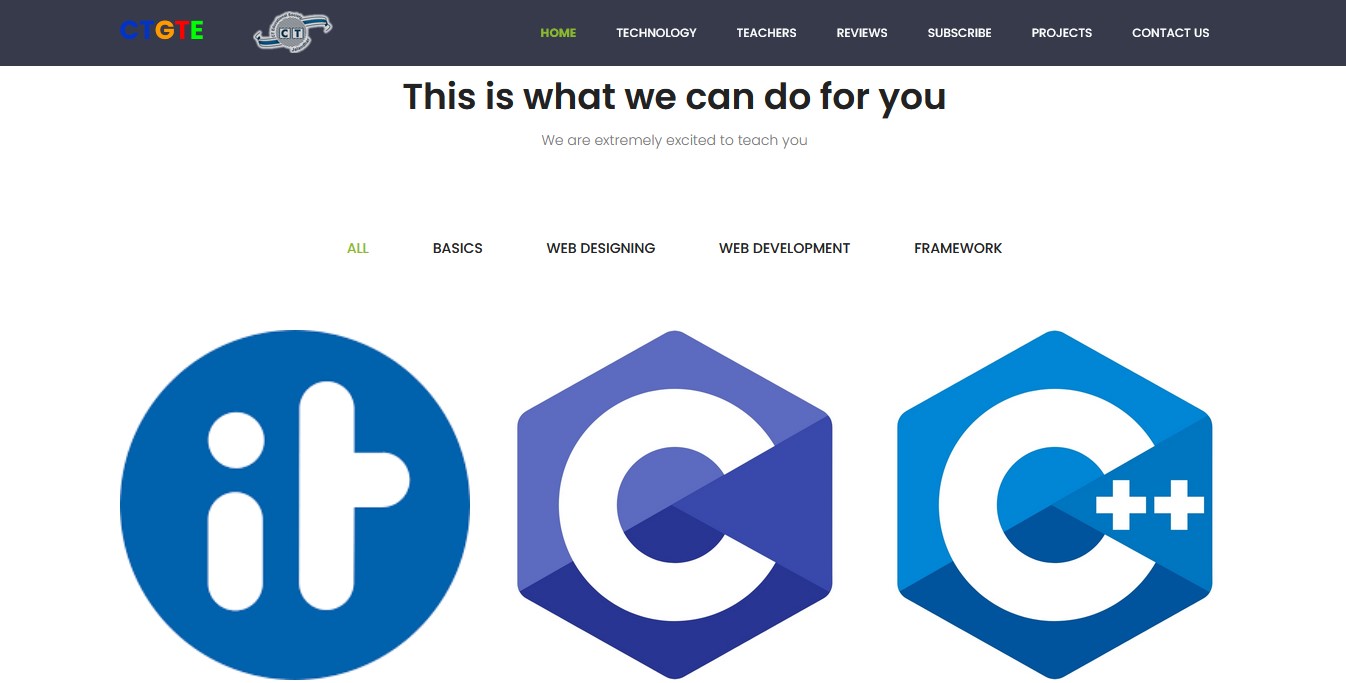 CTGTE CT HOME TECHNOLOGY TEACHERS REVIEWS SUBSCRIBE PROJECTS CONTACT US
This is what we can do for you
We are extremely excited to teach you
ALL BASICS WEB DESIGNING WEB DEVELOPMENT FRAMEWORK
it C C++